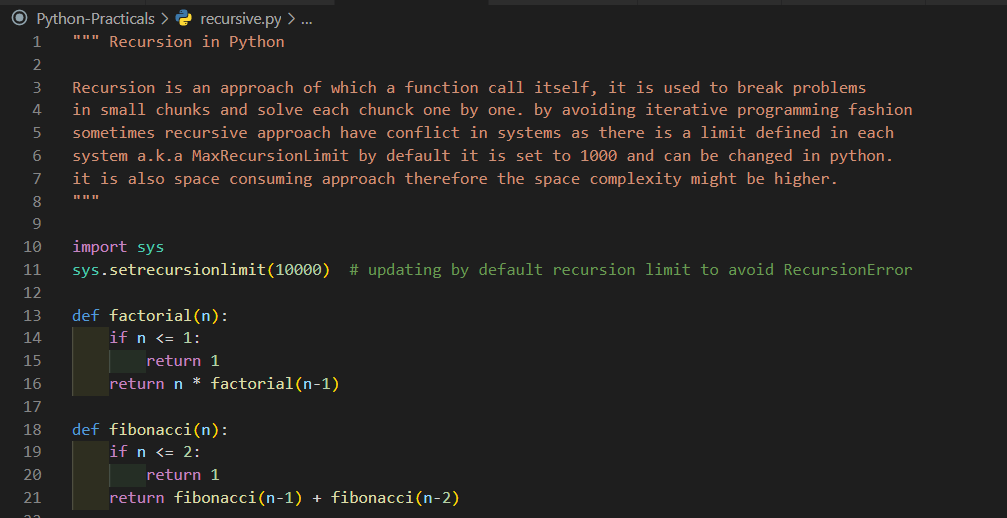 Python-Practicals > recursive.py > ...
1 """ Recursion in Python
2
3 Recursion is an approach of which a function call itself, it is used to break problems
4 in small chunks and solve each chunck one by one. by avoiding iterative programming fashion
5 sometimes recursive approach have conflict in systems as there is a limit defined in each
6 system a.k.a MaxRecursionLimit by default it is set to 1000 and can be changed in python.
7 it is also space consuming approach therefore the space complexity might be higher.
8 """
9
10 import sys
11 sys.setrecursionlimit(10000)  # updating by default recursion limit to avoid RecursionError
12
13 def factorial(n):
14     if n <= 1:
15         return 1
16     return n * factorial(n-1)
17
18 def fibonacci(n):
19     if n <= 2:
20         return 1
21     return fibonacci(n-1) + fibonacci(n-2)